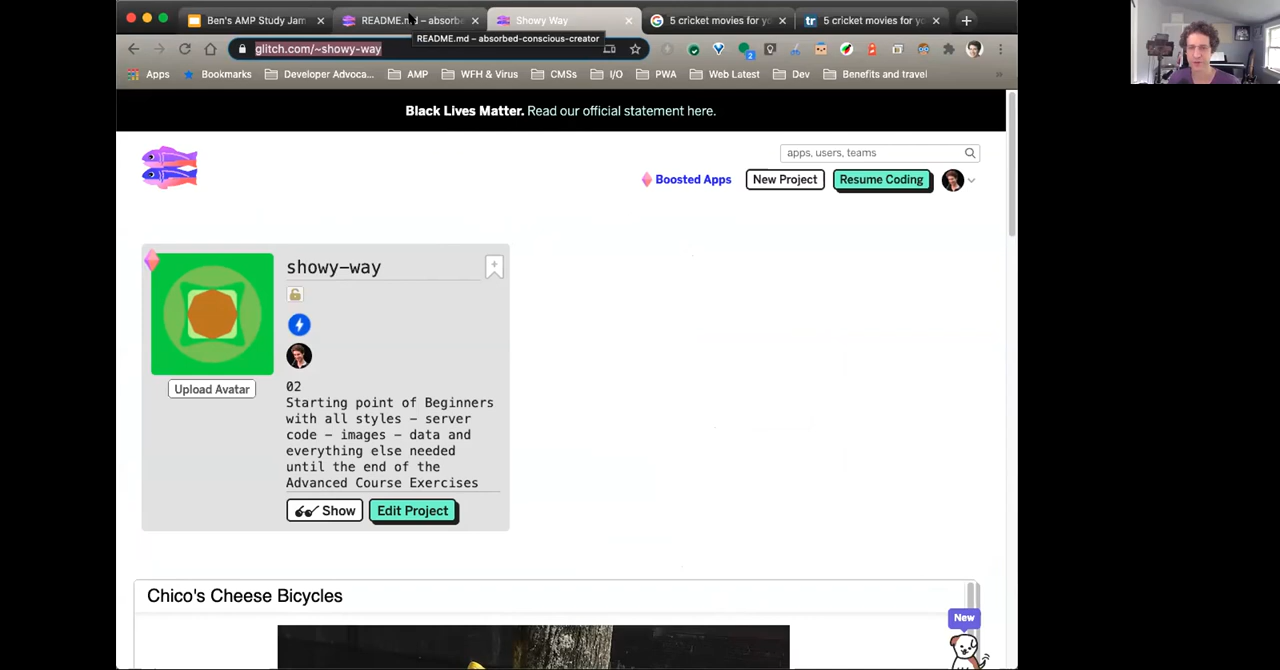 Ben's AMP Study Jam
README.md – absorbe
Showy Way
5 cricket movies for yo
5 cricket movies for yo
glitch.com/~showy-way
README.md – absorbed-conscious-creator
2
Apps
Bookmarks
Developer Advoca...
AMP
WFH & Virus
CMSs
I/O
PWA
Web Latest
Dev
Benefits and travel
»
Black Lives Matter. Read our official statement here.
apps, users, teams
Boosted Apps
New Project
Resume Coding
showy-way
02
Starting point of Beginners
with all styles - server
code - images - data and
everything else needed
until the end of the
Advanced Course Exercises
Upload Avatar
Show
Edit Project
Chico's Cheese Bicycles
New